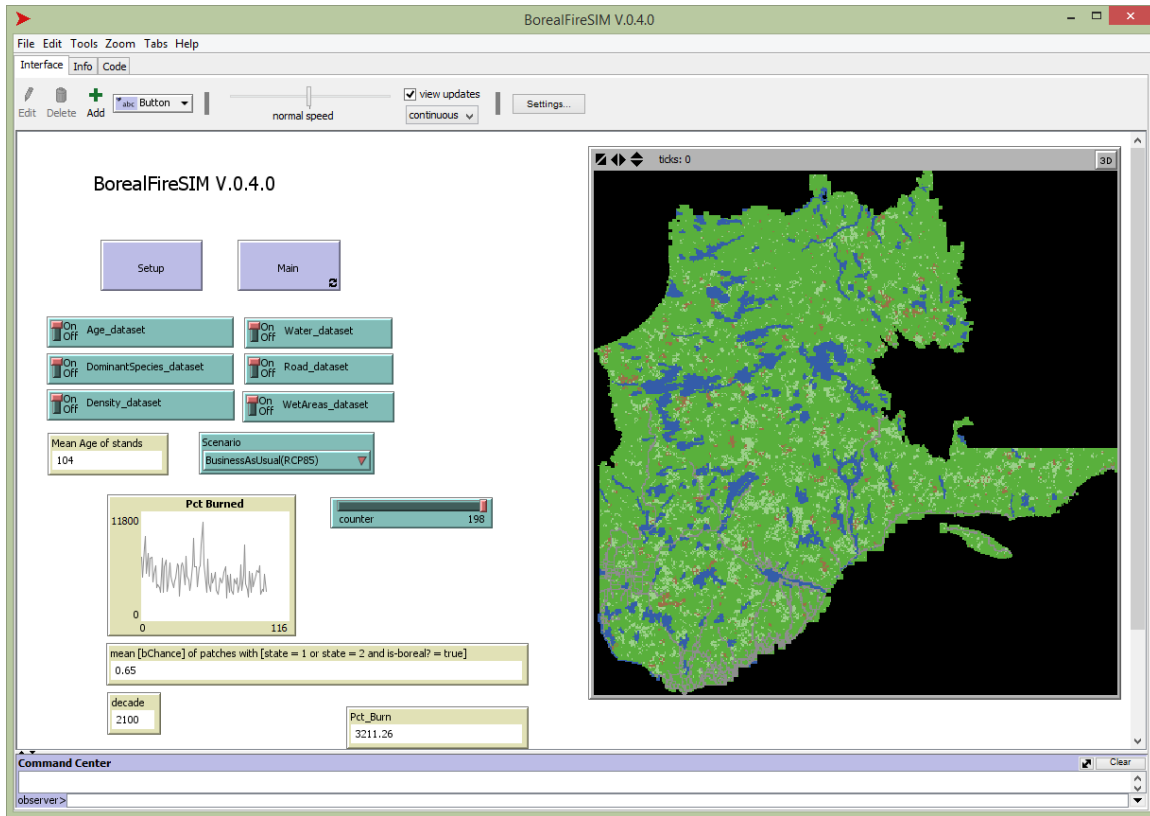 BorealFireSIM V.0.4.0
File Edit Tools Zoom Tabs Help
Interface Info Code
Edit Delete Add abc Button normal speed view updates continuous Settings...
ticks: 0 3D
BorealFireSIM V.0.4.0
Setup Main
On Off Age_dataset On Off Water_dataset
On Off DominantSpecies_dataset On Off Road_dataset
On Off Density_dataset On Off WetAreas_dataset
Mean Age of stands
104
Scenario
BusinessAsUsual(RCP85)
Pct Burned
11800
0
0 116
counter 198
mean [bChance] of patches with [state = 1 or state = 2 and is-boreal? = true]
0.65
decade
2100
Pct_Burn
3211.26
Command Center Clear
observer>